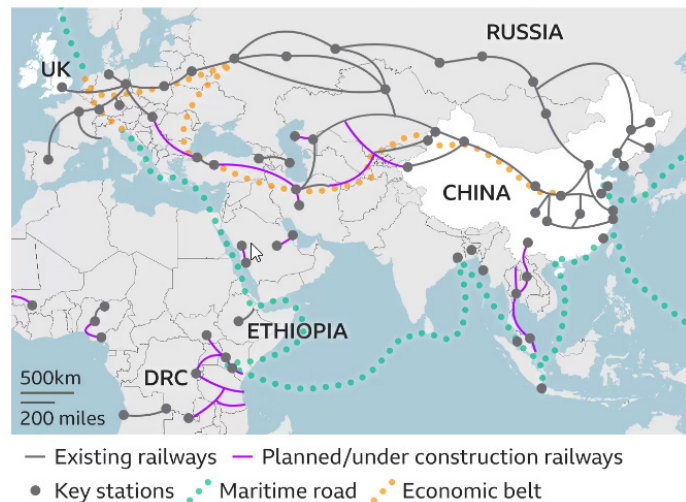 RUSSIA
UK
CHINA
ETHIOPIA
DRC
500km
200 miles
Existing railways
Planned/under construction railways
Key stations
Maritime road
Economic belt